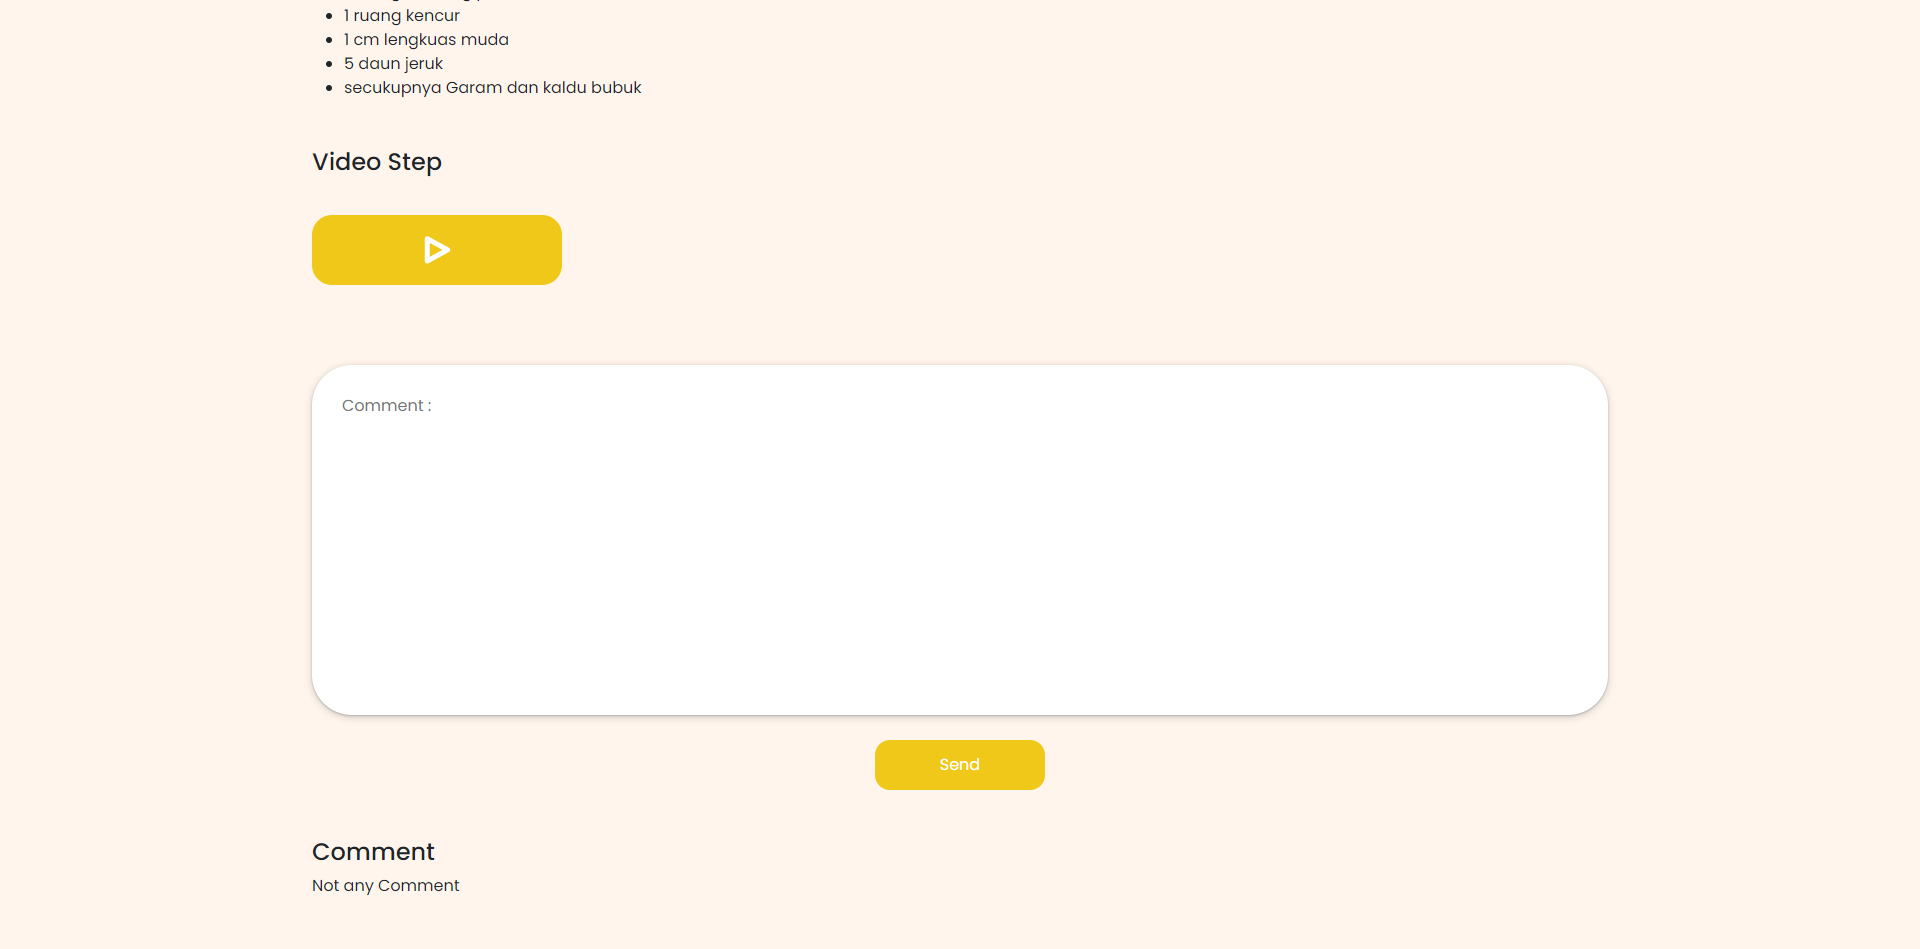 1 ruang kencur
1 cm lengkuas muda
5 daun jeruk
secukupnya Garam dan kaldu bubuk
Video Step
Comment :
Send
Comment
Not any Comment